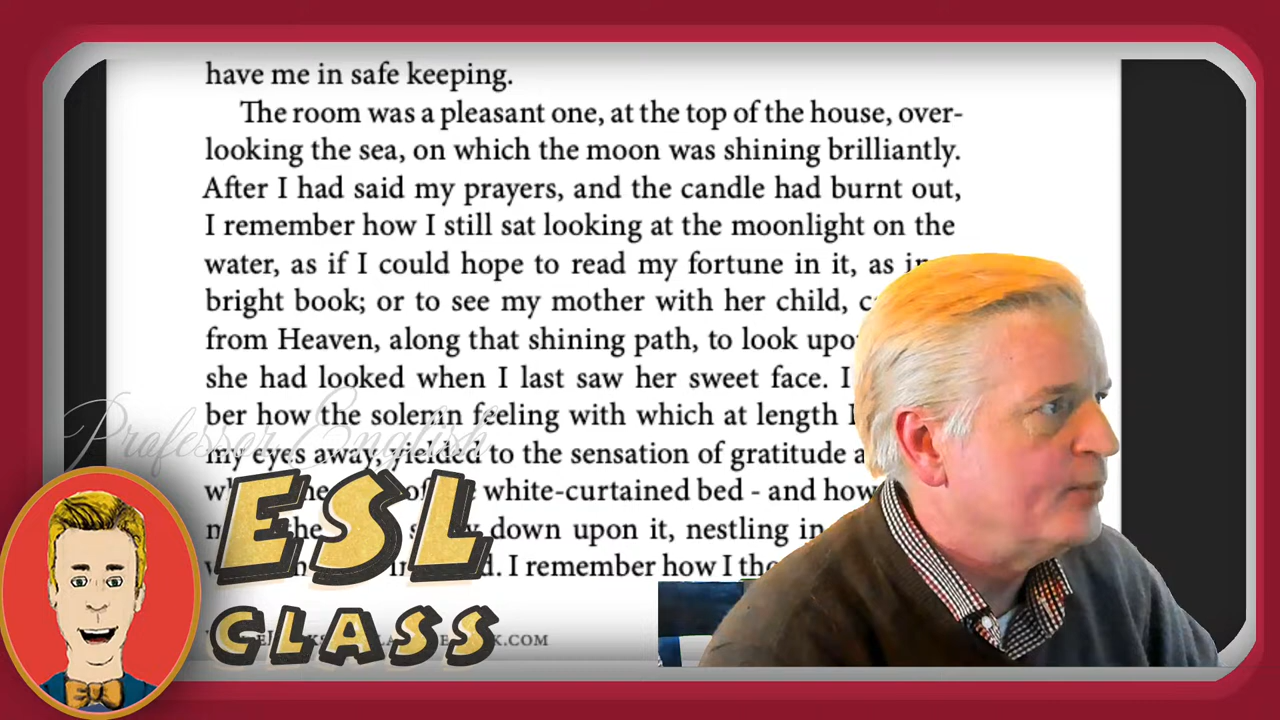 have me in safe keeping.
The room was a pleasant one, at the top of the house, over-
looking the sea, on which the moon was shining brilliantly.
After I had said my prayers, and the candle had burnt out,
I remember how I still sat looking at the moonlight on the
water, as if I could hope to read my fortune in it, as in
bright book; or to see my mother with her child,
from Heaven, along that shining path, to look upo
she had looked when I last saw her sweet face. I
ber how the solemn feeling with which at length I
my eyes away, yielded to the sensation of gratitude
of white-curtained bed - and how
down upon it, nestling in
I remember how I tho
Professor English
ESL
CLASS
.COM